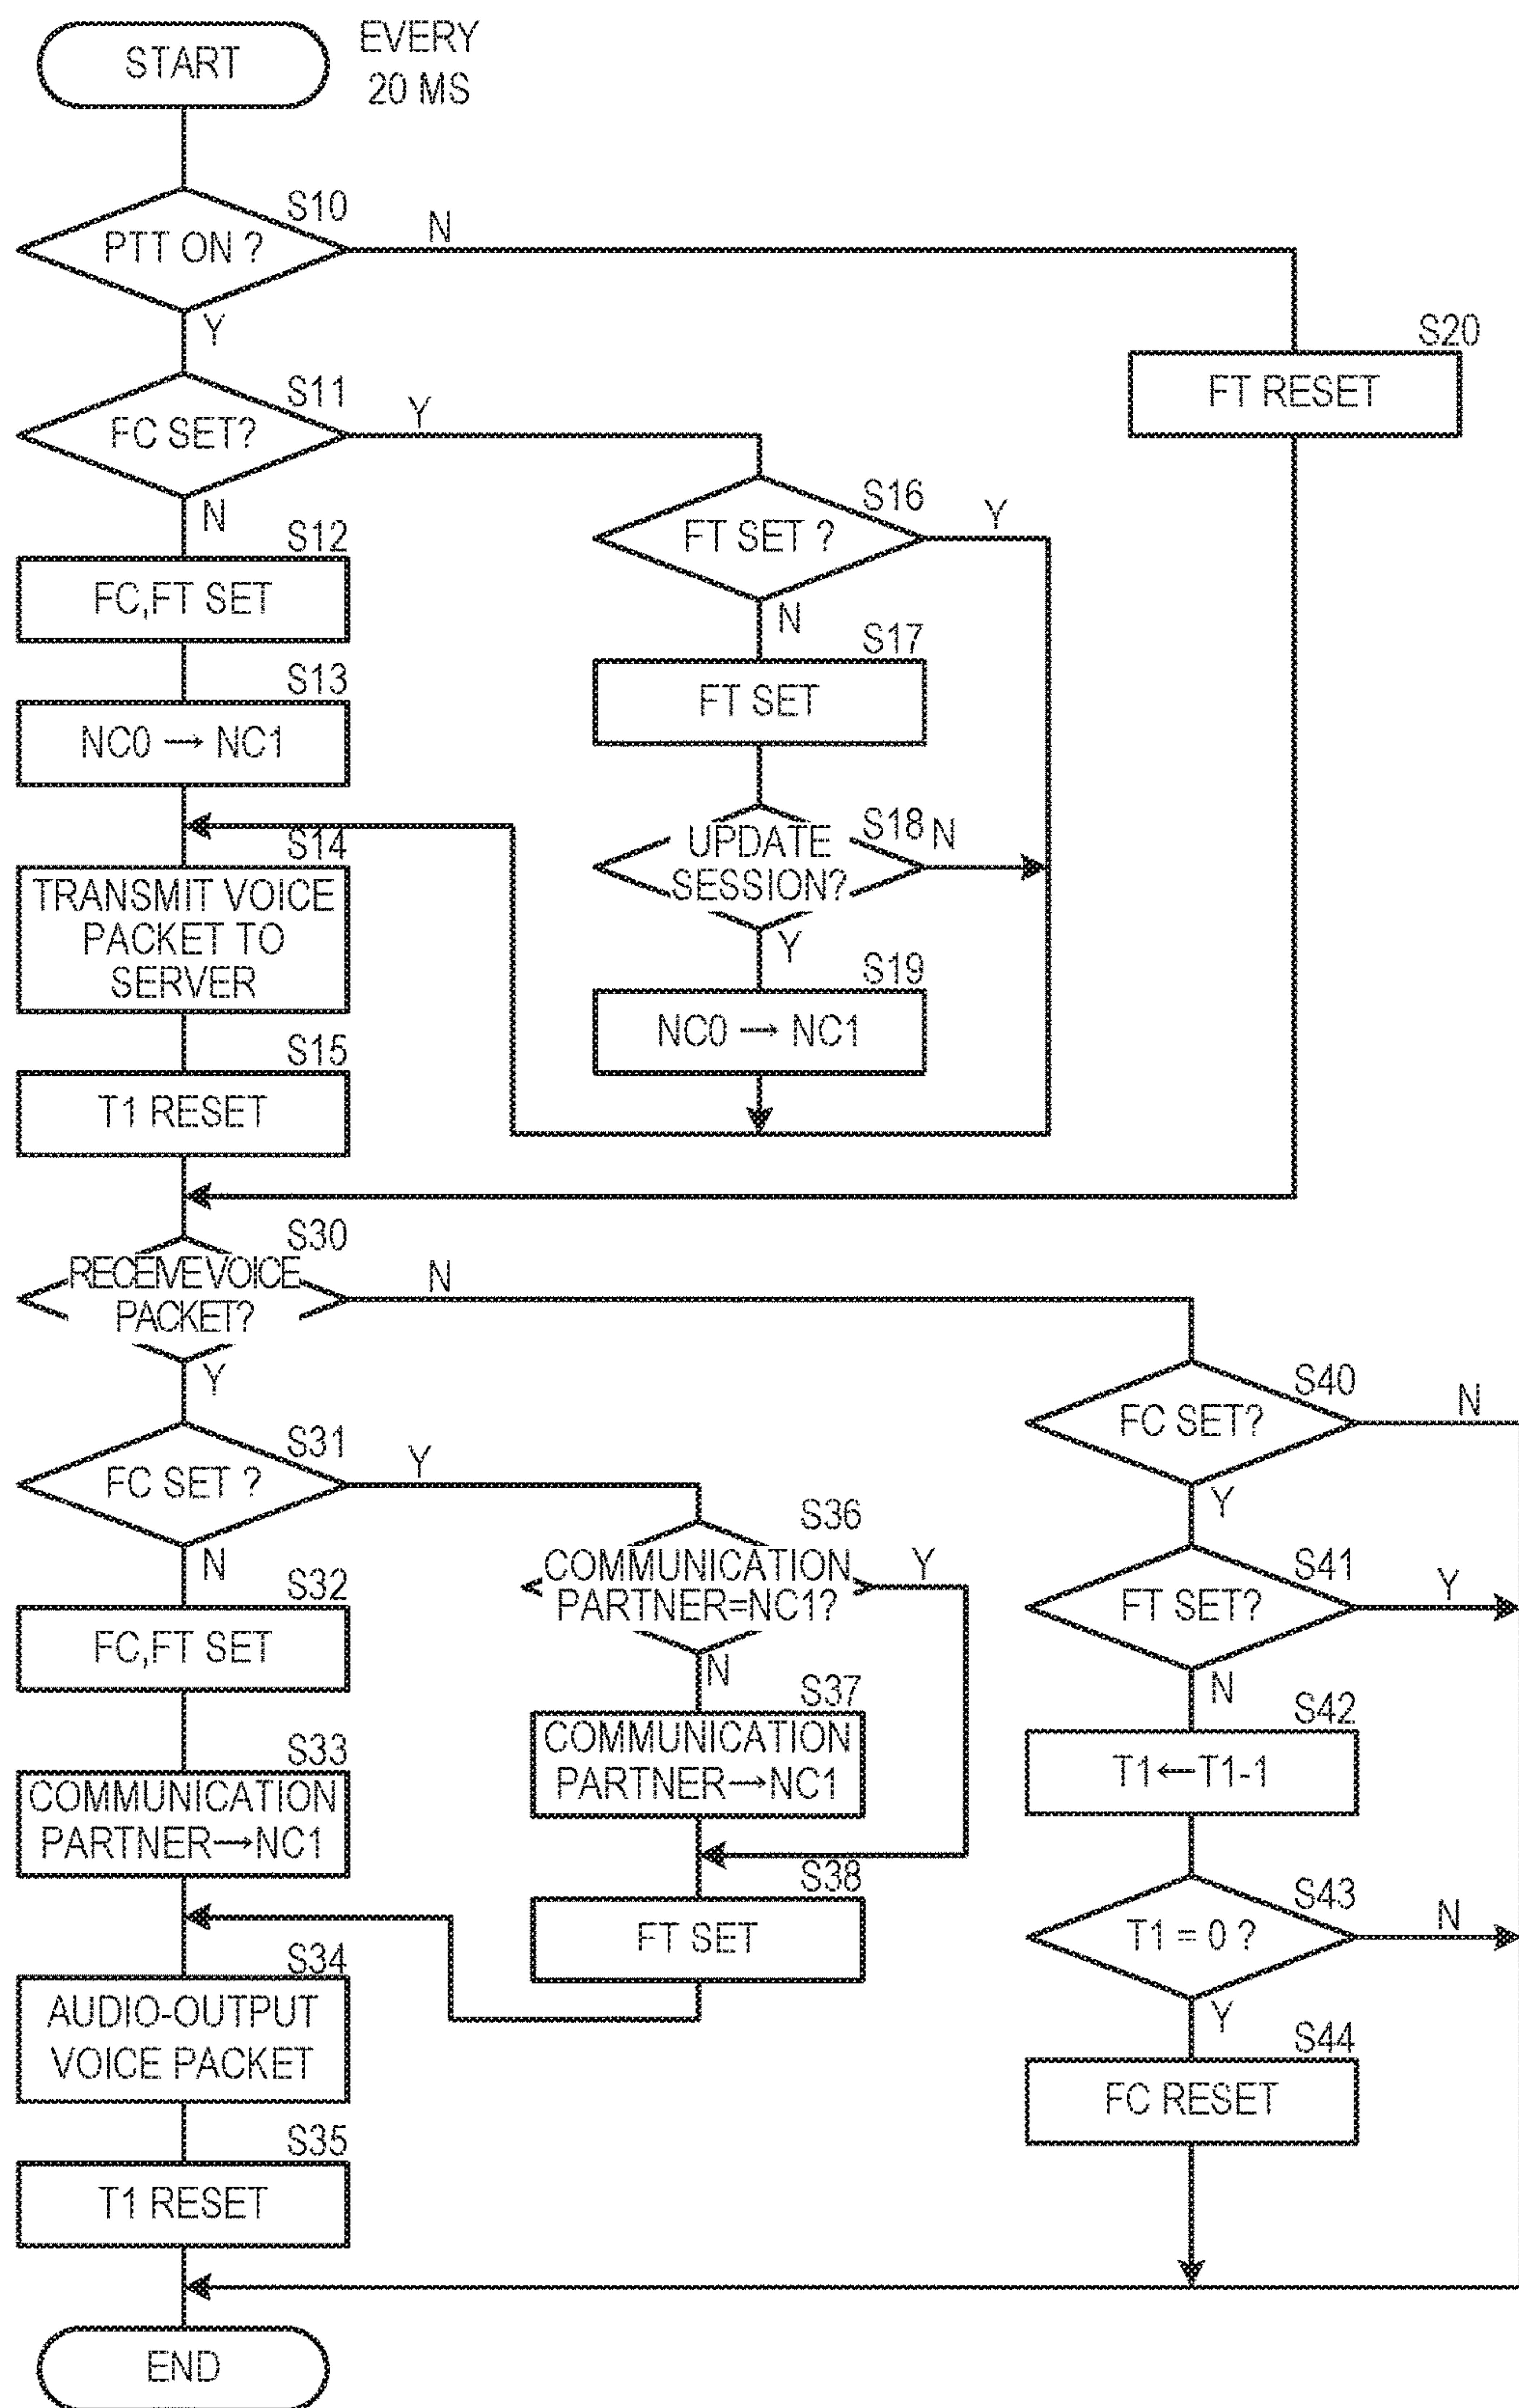 START
EVERY
20 MS
S10
PTT ON ?
N
Y
S20
FT RESET
S11
FC SET?
Y
N
S16
FT SET ?
Y
N
S12
FC,FT SET
S17
FT SET
S13
NC0 → NC1
S18
UPDATE
SESSION?
N
Y
S14
TRANSMIT VOICE
PACKET TO
SERVER
S19
NC0 → NC1
S15
T1 RESET
S30
RECEIVE VOICE
PACKET?
N
Y
S40
FC SET?
N
Y
S31
FC SET ?
Y
N
S36
COMMUNICATION
PARTNER=NC1?
Y
N
S41
FT SET?
Y
N
S32
FC,FT SET
S37
COMMUNICATION
PARTNER→NC1
S42
T1←T1-1
S33
COMMUNICATION
PARTNER→NC1
S38
FT SET
S43
T1 = 0 ?
N
Y
S34
AUDIO-OUTPUT
VOICE PACKET
S44
FC RESET
S35
T1 RESET
END